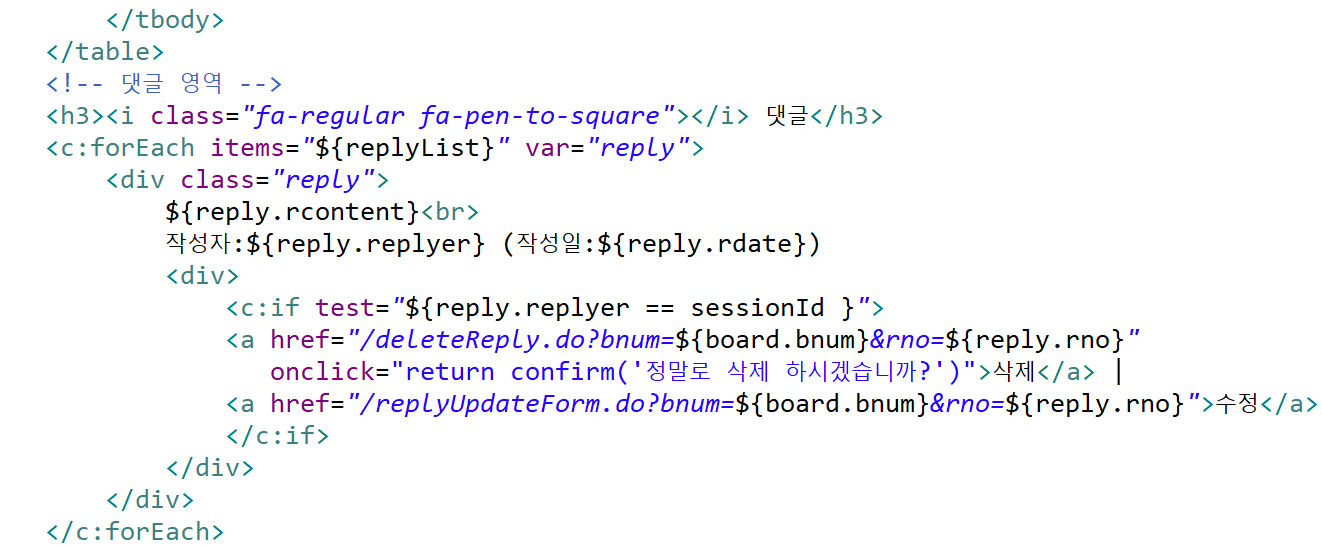 </tbody>
</table>
<!-- 댓글 영역 -->
<h3><i class="fa-regular fa-pen-to-square"></i> 댓글</h3>
<c:forEach items="${replyList}" var="reply">
<div class="reply">
${reply.rcontent}<br>
작성자:${reply.replyer} (작성일:${reply.rdate})
<div>
<c:if test="${reply.replyer == sessionId }">
<a href="/deleteReply.do?bnum=${board.bnum}&rno=${reply.rno}"
onclick="return confirm('정말로 삭제 하시겠습니까?')">삭제</a> |
<a href="/replyUpdateForm.do?bnum=${board.bnum}&rno=${reply.rno}">수정</a>
</c:if>
</div>
</div>
</c:forEach>